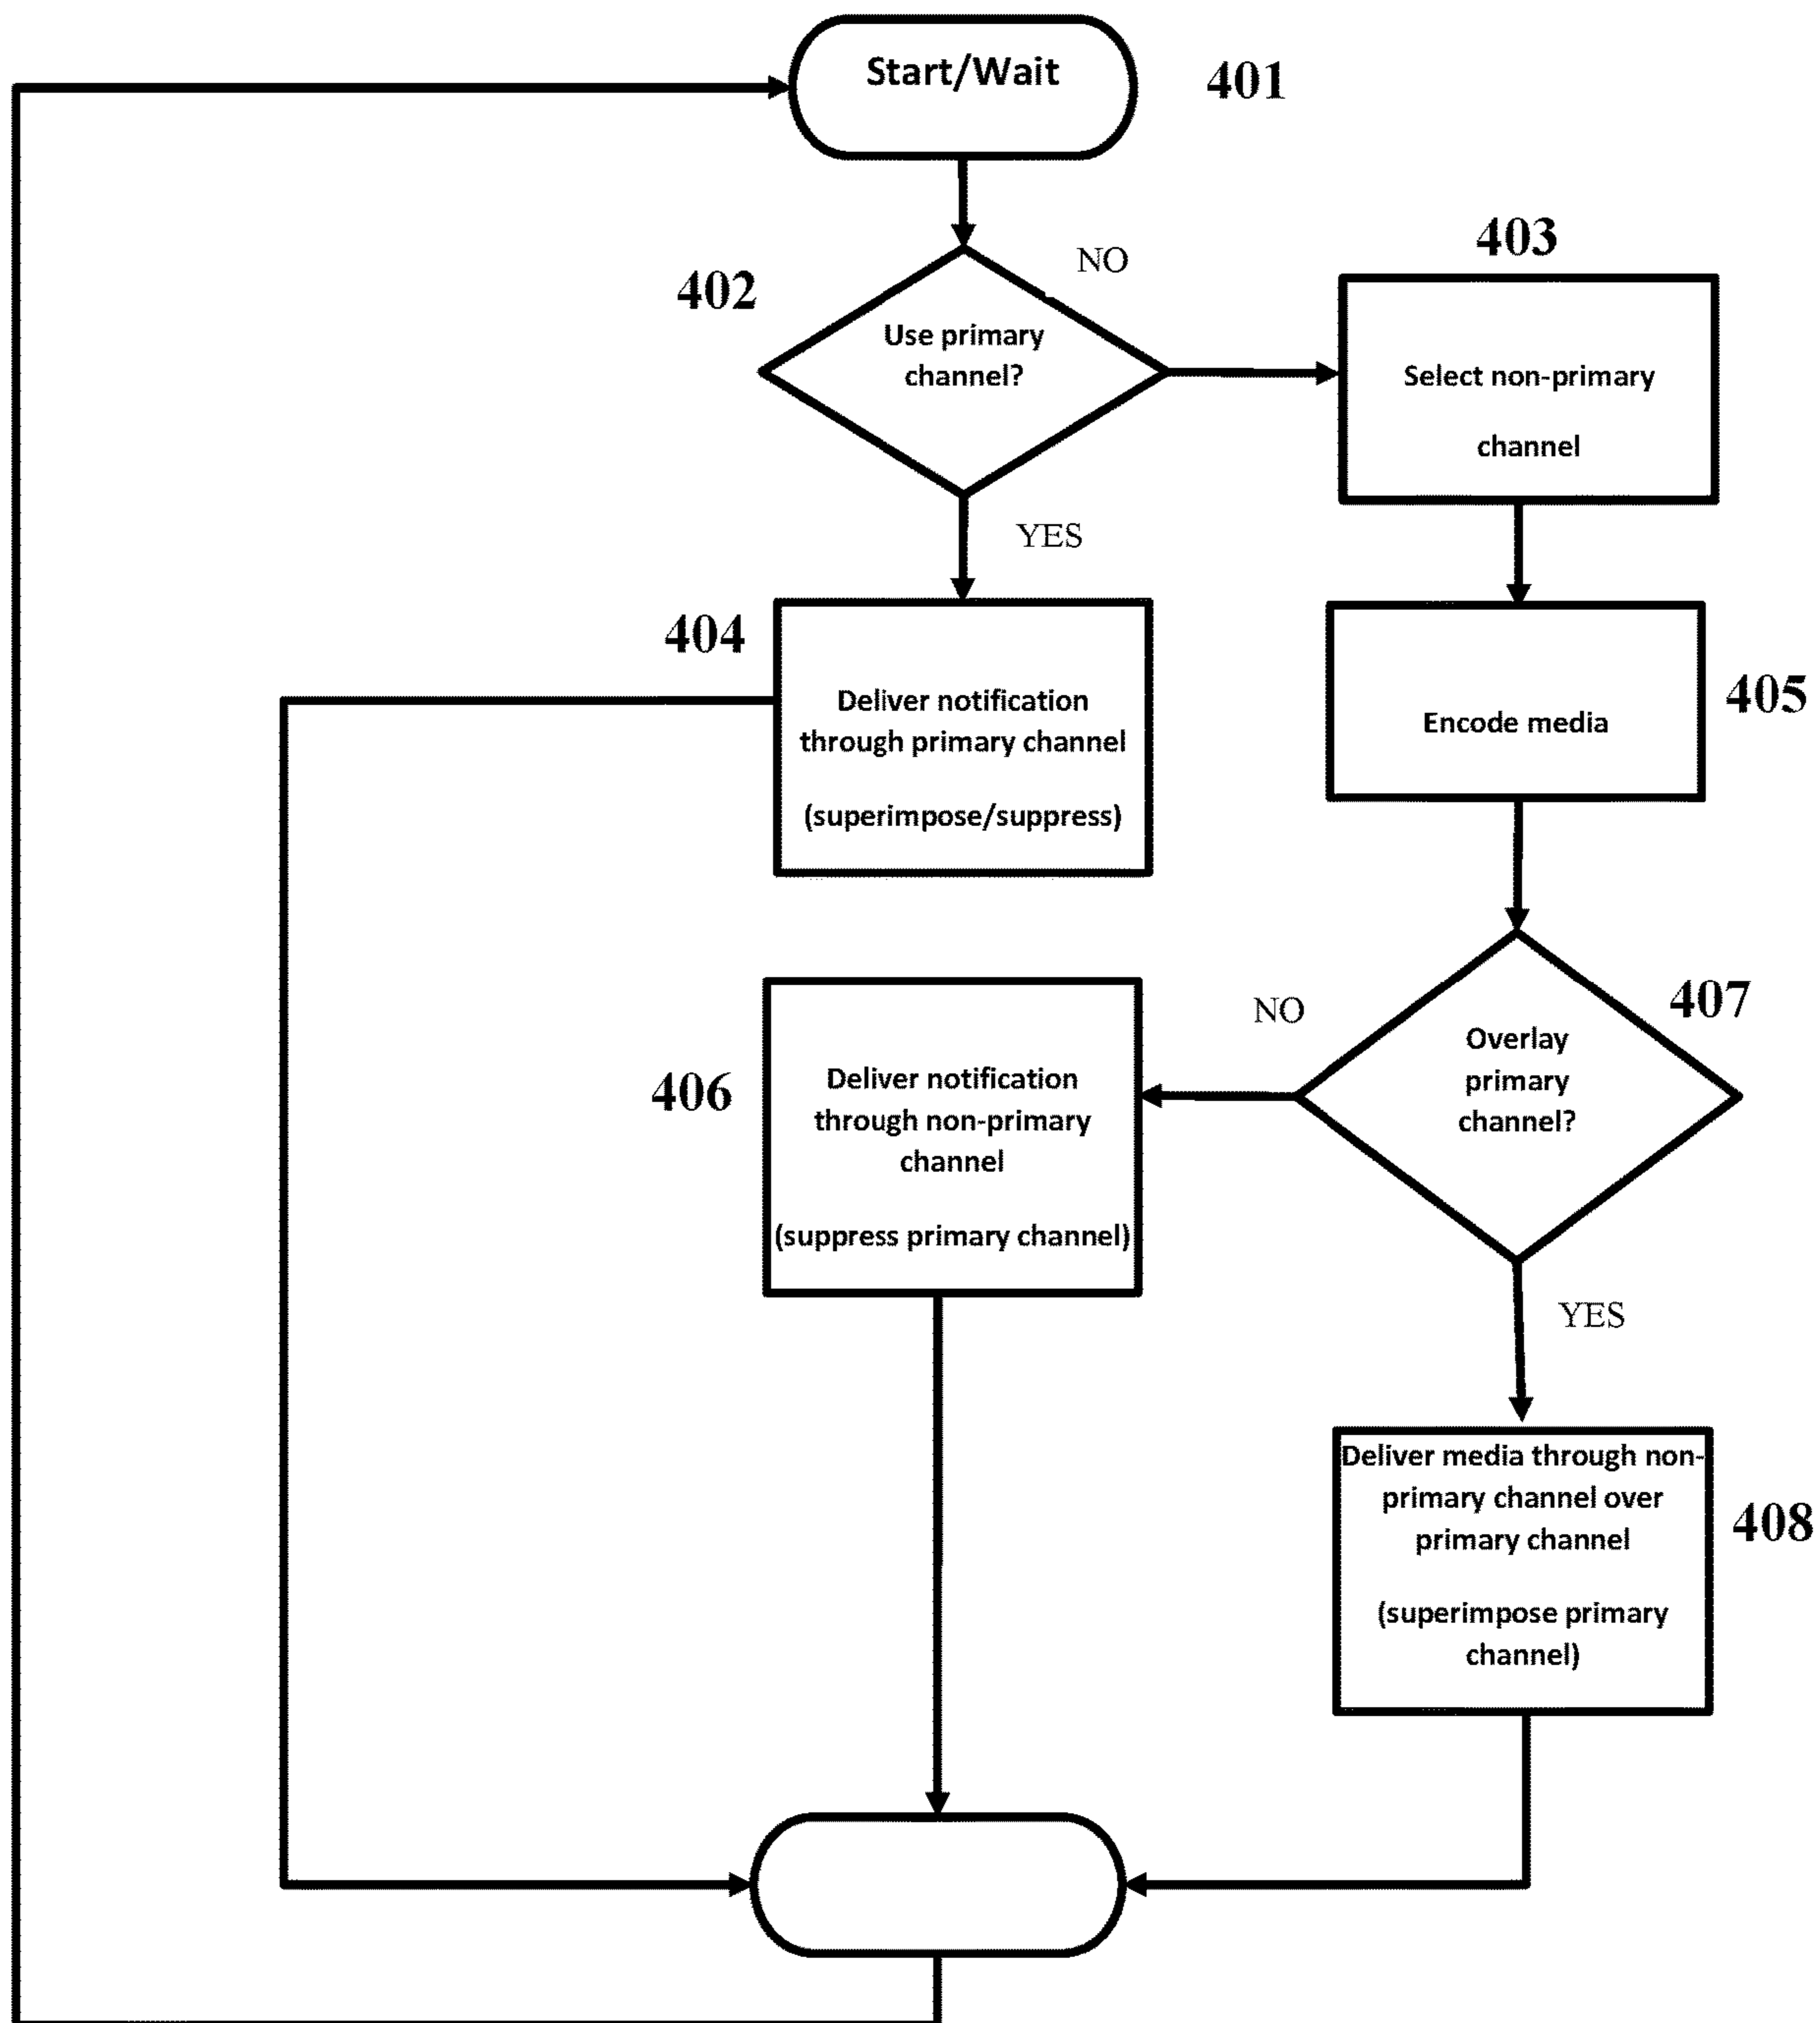 Start/Wait
401
402
NO
Use primary
channel?
403
Select non-primary
channel
YES
404
Deliver notification
through primary channel
(superimpose/suppress)
Encode media
405
406
Deliver notification
through non-primary
channel
(suppress primary channel)
NO
407
Overlay
primary
channel?
YES
Deliver media through non-
primary channel over
primary channel
(superimpose primary
channel)
408